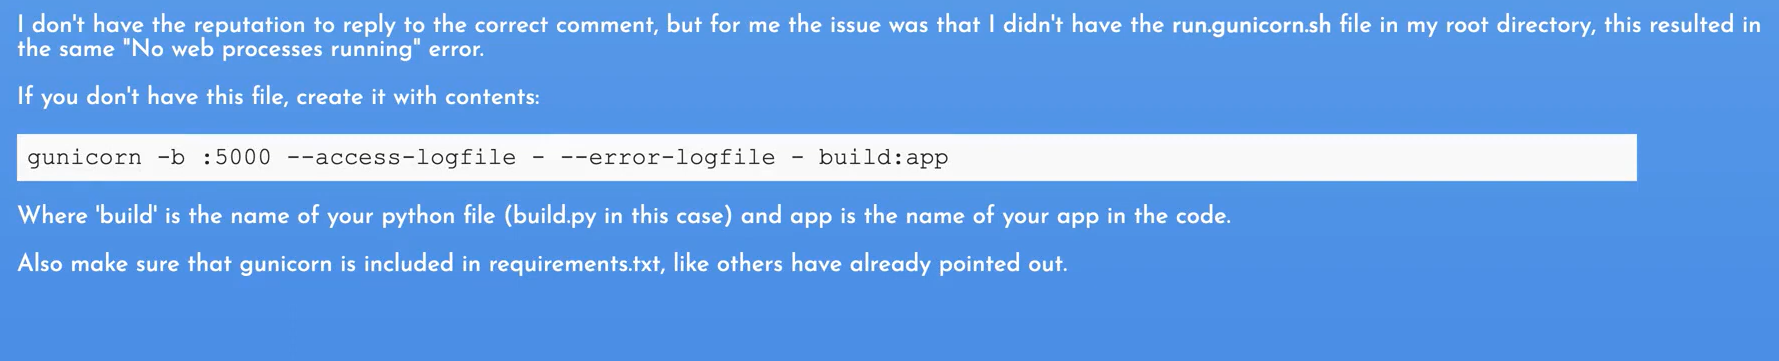 I don't have the reputation to reply to the correct comment, but for me the issue was that I didn't have the run.gunicorn.sh file in my root directory, this resulted in
the same "No web processes running" error.
If you don't have this file, create it with contents:
gunicorn -b :5000 --access-logfile - --error-logfile - build:app
Where 'build' is the name of your python file (build.py in this case) and app is the name of your app in the code.
Also make sure that gunicorn is included in requirements.txt, like others have already pointed out.